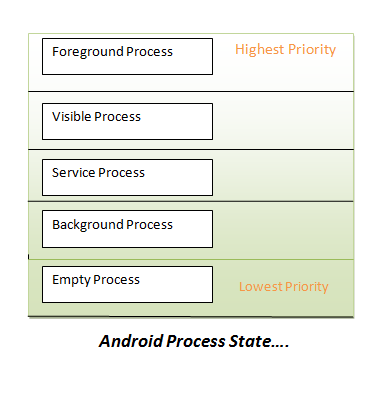 Foreground Process
Highest Priority
Visible Process
Service Process
Background Process
Empty Process
Lowest Priority
Android Process State....